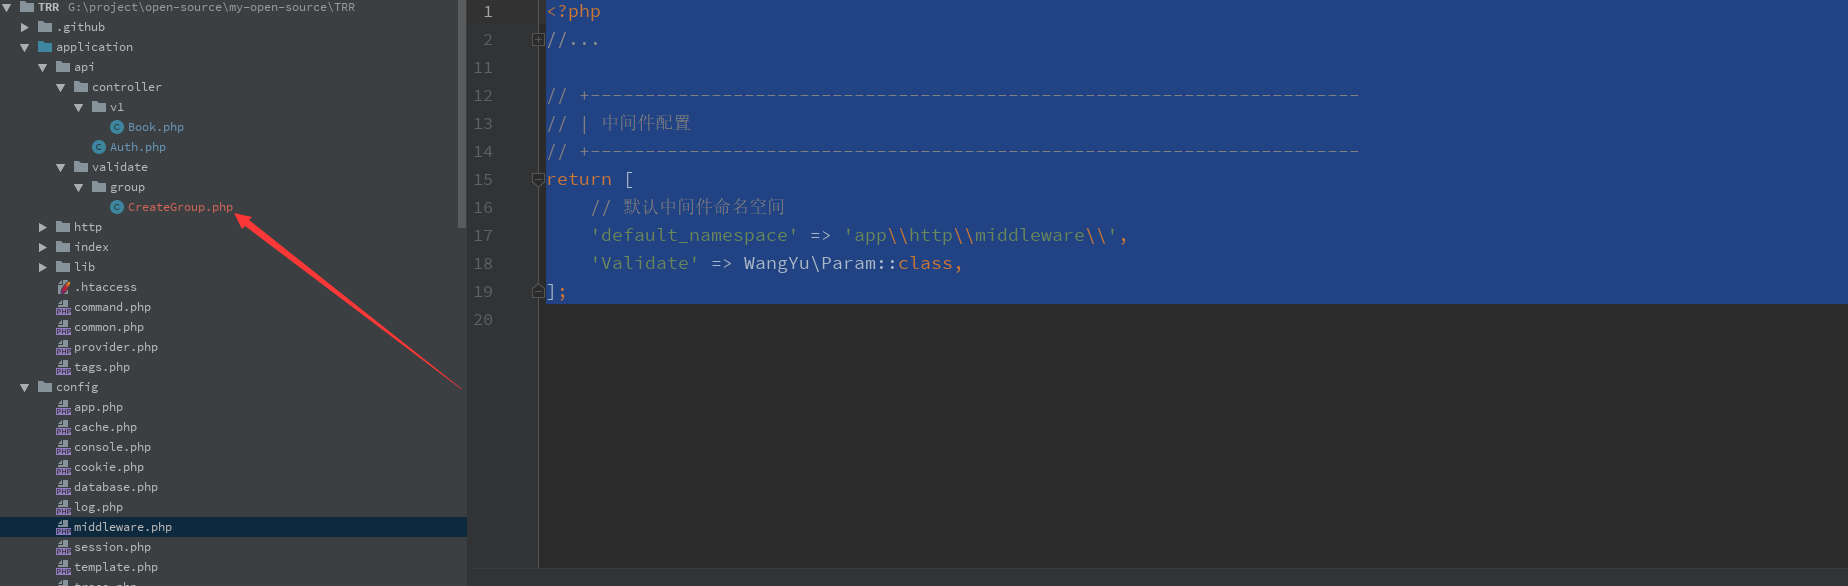 TRR G:\project\open-source\my-open-source\TRR
.github
application
api
controller
v1
Book.php
Auth.php
validate
group
CreateGroup.php
http
index
lib
.htaccess
command.php
common.php
provider.php
tags.php
config
app.php
cache.php
console.php
cookie.php
database.php
log.php
middleware.php
session.php
template.php
1 <?php
2 //...
11
12 // +----------------------------------------------------------------------
13 // | 中间件配置
14 // +----------------------------------------------------------------------
15 return [
16 // 默认中间件命名空间
17 'default_namespace' => 'app\\http\\middleware\\',
18 'Validate' => WangYu\Param::class,
19 ];
20